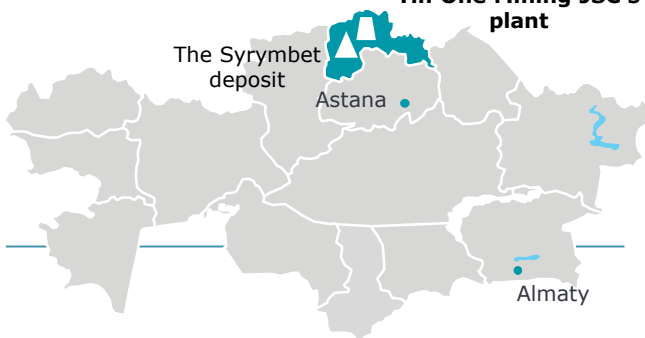 Tin One Mining JSC's
plant
The Syrymbet
deposit
Astana
Almaty